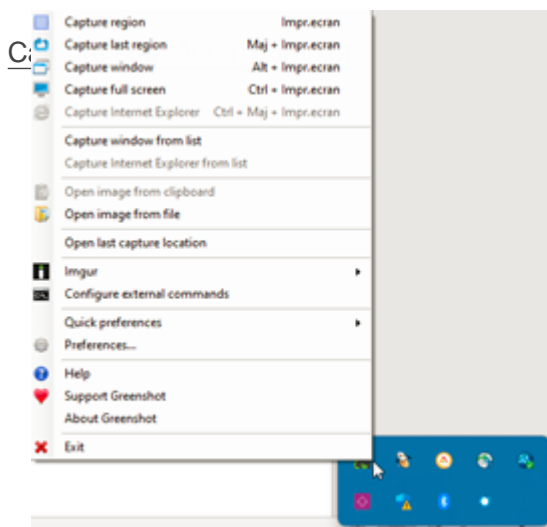 Capture region Impr.ecran
Capture last region Maj + Impr.ecran
Capture window Alt + Impr.ecran
Capture full screen Ctrl + Impr.ecran
Capture Internet Explorer Ctrl + Maj + Impr.ecran
Capture window from list
Capture Internet Explorer from list
Open image from clipboard
Open image from file
Open last capture location
Imgur
Configure external commands
Quick preferences
Preferences...
Help
Support Greenshot
About Greenshot
Exit